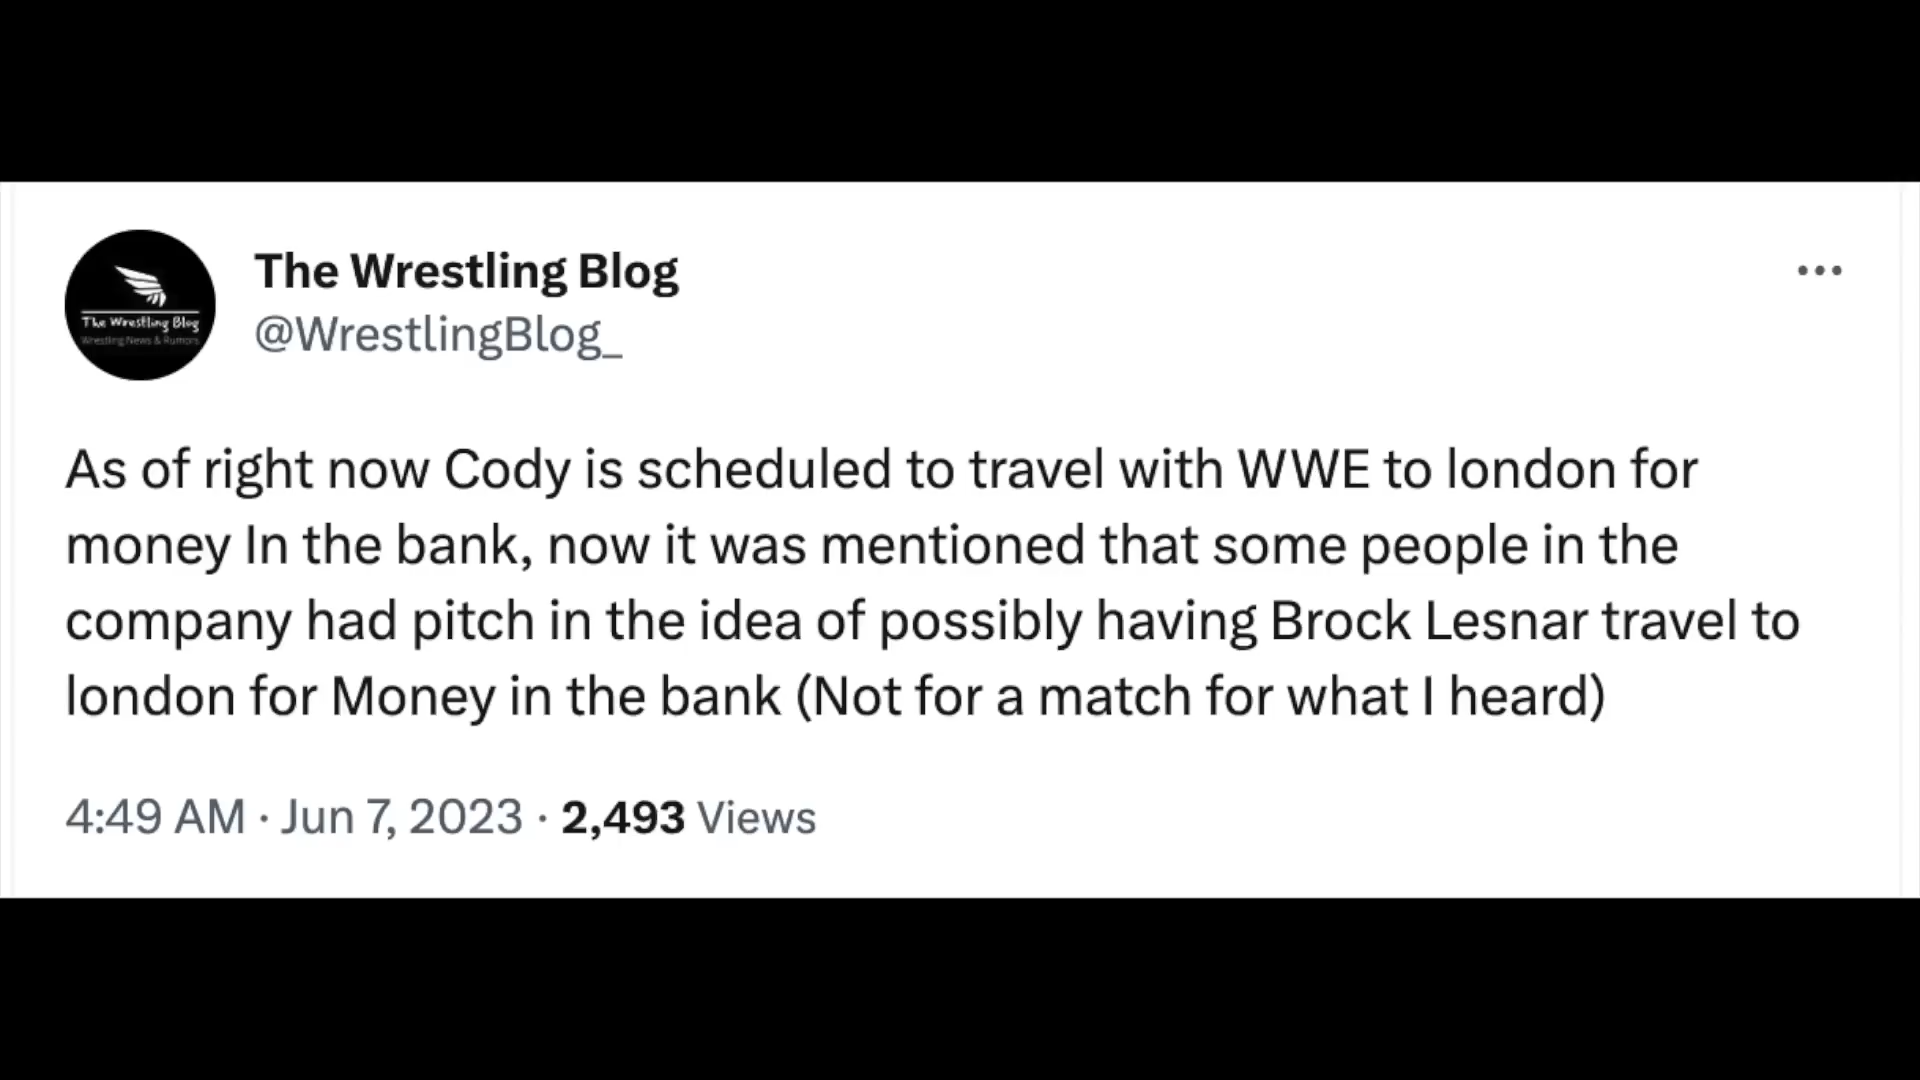 The Wrestling Blog
@WrestlingBlog_
The Wrestling Blog
Wrestling News & Rumors
As of right now Cody is scheduled to travel with WWE to london for
money In the bank, now it was mentioned that some people in the
company had pitch in the idea of possibly having Brock Lesnar travel to
london for Money in the bank (Not for a match for what I heard)
4:49 AM · Jun 7, 2023 · 2,493 Views